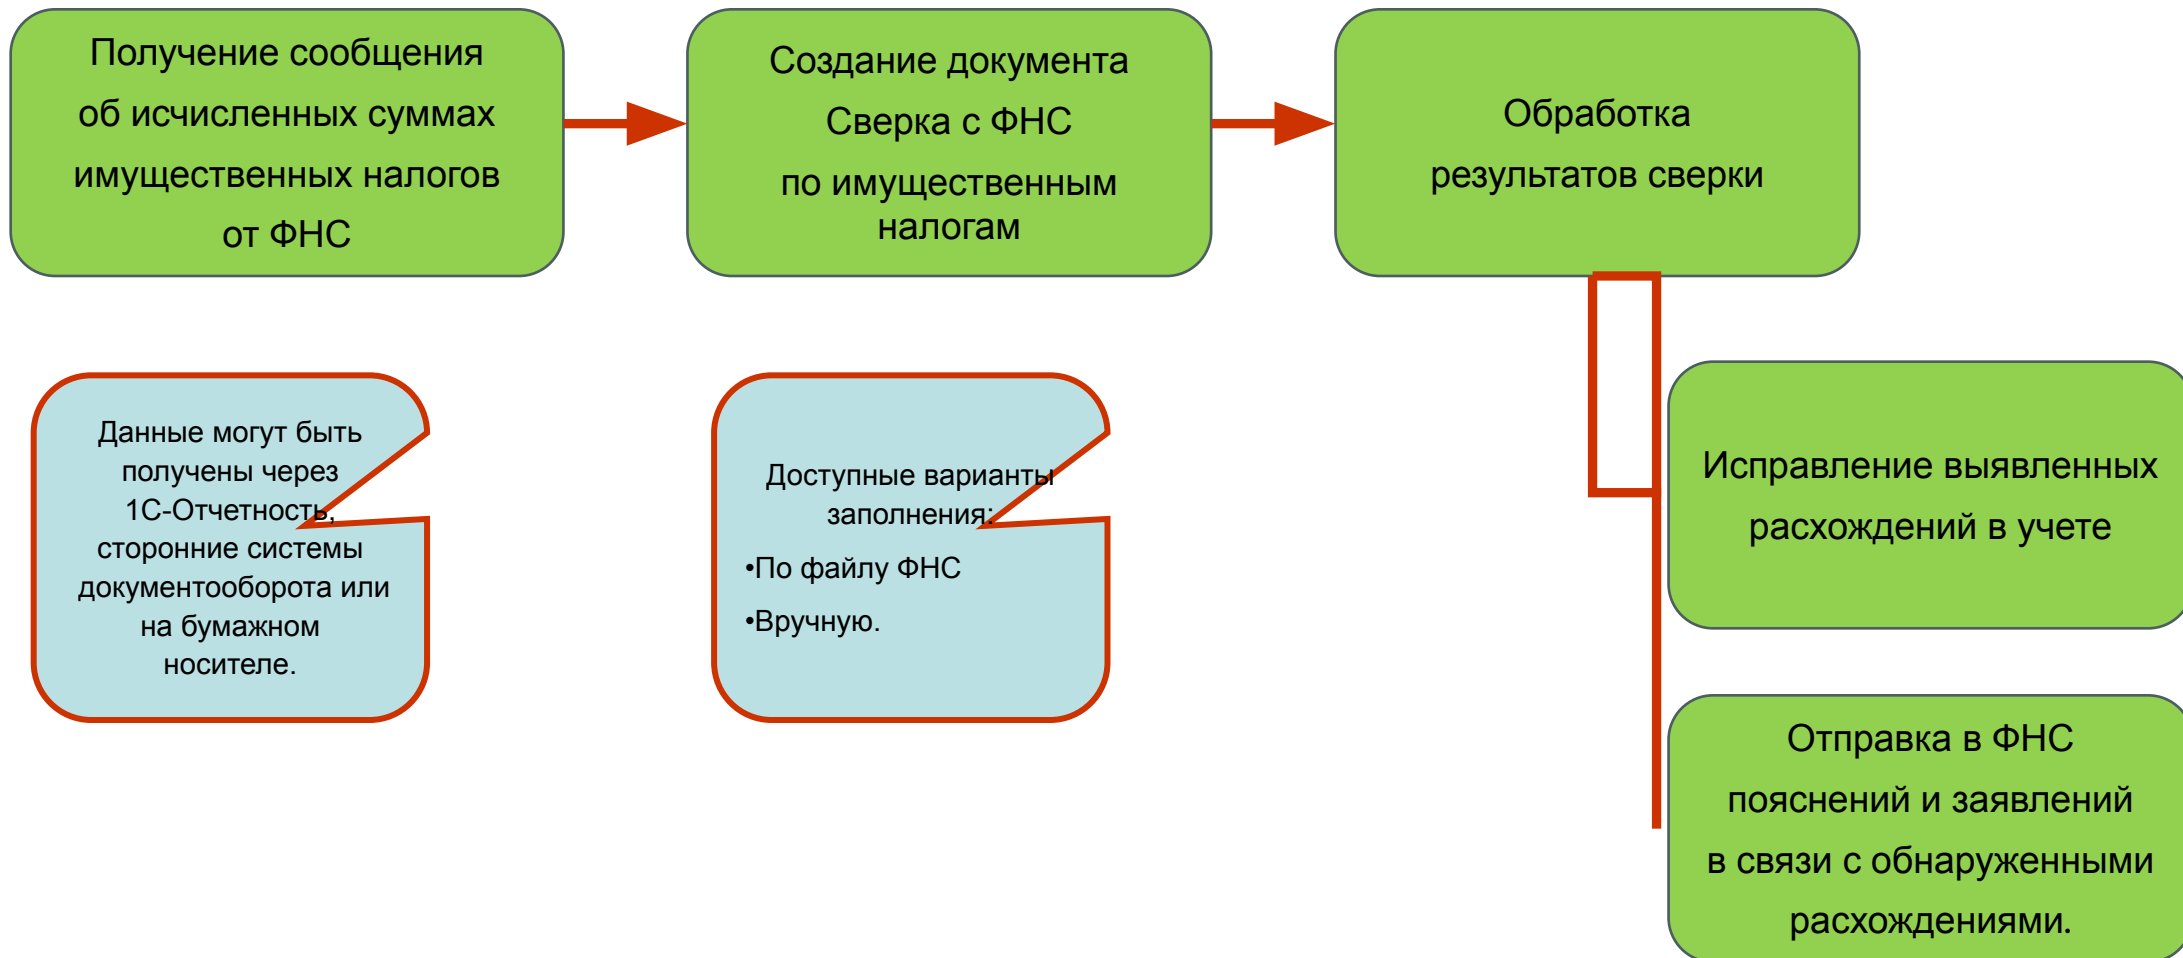 Получение сообщения
об исчисленных суммах
имущественных налогов
от ФНС
Создание документа
Сверка с ФНС
по имущественным
налогам
Обработка
результатов сверки
Данные могут быть
получены через
1С-Отчетность,
сторонние системы
документооборота или
на бумажном
носителе.
Доступные варианты
заполнения:
•По файлу ФНС
•Вручную.
Исправление выявленных
расхождений в учете
Отправка в ФНС
пояснений и заявлений
в связи с обнаруженными
расхождениями.